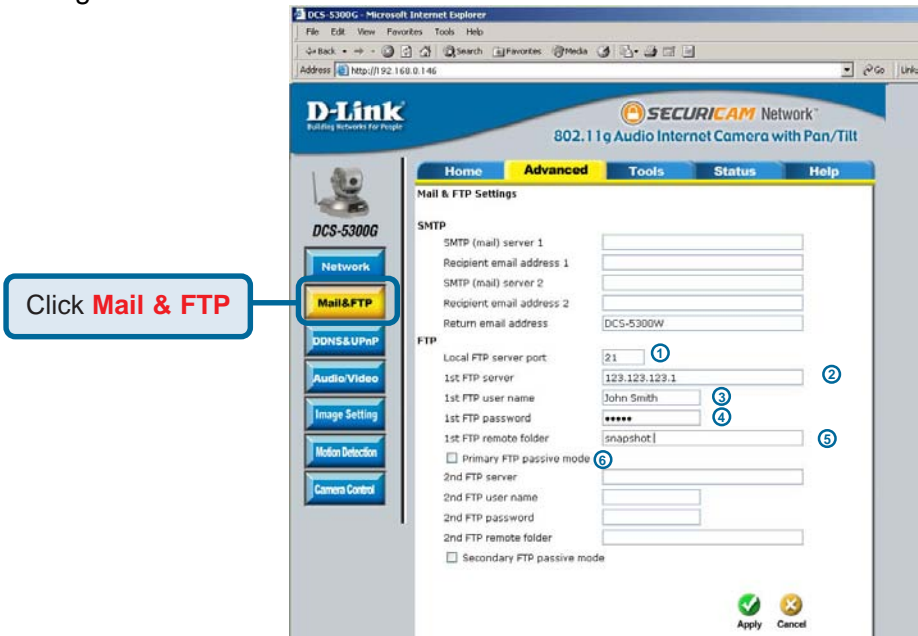 DCS-5300G - Microsoft Internet Explorer
File Edit View Favorites Tools Help
Back Search Favorites Media
Address http://192.168.0.146 Go Links
D-Link
Building Networks for People
SECURICAM Network™
802.11g Audio Internet Camera with Pan/Tilt
Home Advanced Tools Status Help
DCS-5300G
Network
Mail&FTP
DDNS&UPnP
Audio/Video
Image Setting
Motion Detection
Camera Control
Click Mail & FTP
Mail & FTP Settings
SMTP
SMTP (mail) server 1
Recipient email address 1
SMTP (mail) server 2
Recipient email address 2
Return email address DCS-5300W
FTP
Local FTP server port 21 1
1st FTP server 123.123.123.1 2
1st FTP user name John Smith 3
1st FTP password ••••• 4
1st FTP remote folder snapshot 5
Primary FTP passive mode 6
2nd FTP server
2nd FTP user name
2nd FTP password
2nd FTP remote folder
Secondary FTP passive mode
Apply Cancel